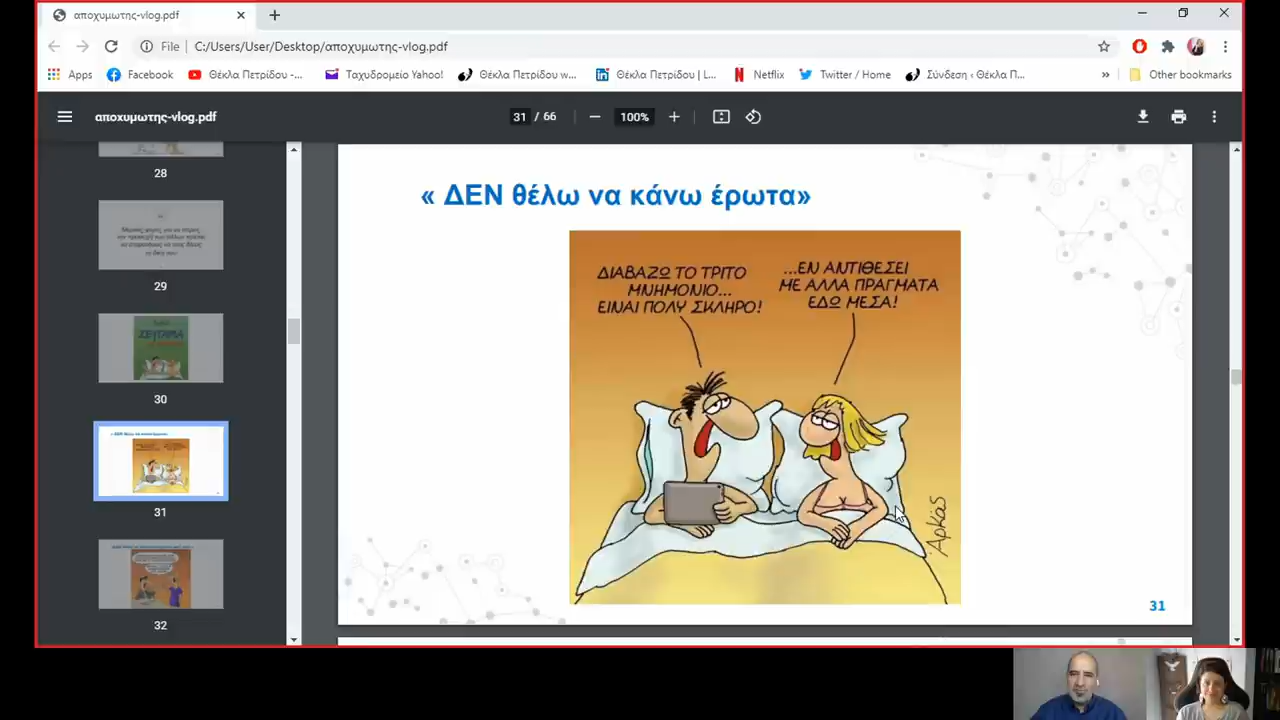 αποχυμωτης-vlog.pdf
File C:/Users/User/Desktop/αποχυμωτης-vlog.pdf
Apps Facebook Θέκλα Πετρίδου -... Ταχυδρομείο Yahoo! Θέκλα Πετρίδου w... Θέκλα Πετρίδου | L... Netflix Twitter / Home Σύνδεση ‹ Θέκλα Π... » Other bookmarks
αποχυμωτης-vlog.pdf 31 / 66 100%
28
29
30
31
32
« ΔΕΝ θέλω να κάνω έρωτα»
ΔΙΑΒΑΖΩ ΤΟ ΤΡΙΤΟ
ΜΝΗΜΟΝΙΟ...
ΕΙΝΑΙ ΠΟΛΥ ΣΚΛΗΡΟ!
...ΕΝ ΑΝΤΙΘΕΣΕΙ
ΜΕ ΑΛΛΑ ΠΡΑΓΜΑΤΑ
ΕΔΩ ΜΕΣΑ!
Αρκάς
31